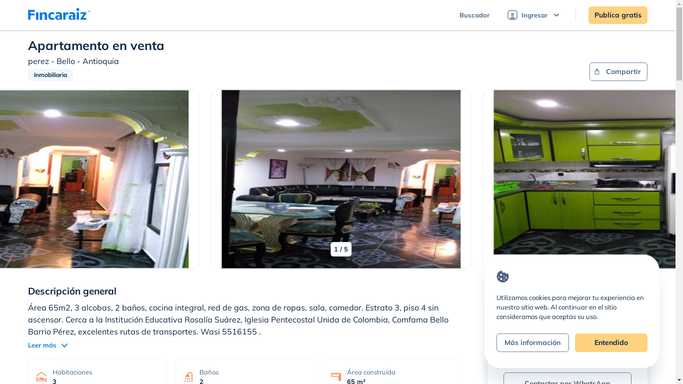 Fincaraiz
Buscador
Ingresar
Publica gratis
Apartamento en venta
perez - Bello - Antioquia
Inmobiliaria
Compartir
1 / 5
Descripción general
Área 65m2, 3 alcobas, 2 baños, cocina integral, red de gas, zona de ropas, sala, comedor. Estrato 3, piso 4 sin
ascensor. Cerca a la Institución Educativa Rosalía Suárez, Iglesia Pentecostal Unida de Colombia, Comfama Bello
Barrio Pérez, excelentes rutas de transportes. Wasi 5516155 .
Leer más
Habitaciones
3
Baños
2
Área construida
65 m²
Utilizamos cookies para mejorar tu experiencia en
nuestro sitio web. Al continuar en el sitio
consideramos que aceptas su uso.
Más información
Entendido
Contactar por WhatsApp